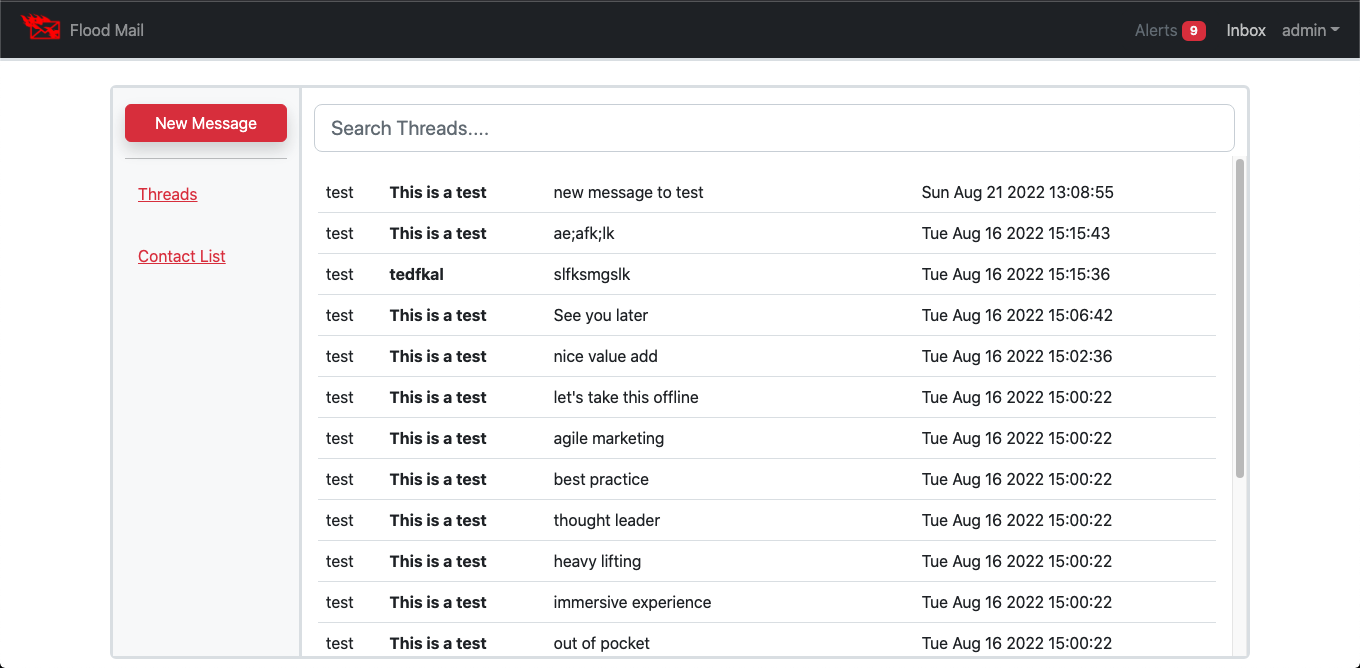 Flood Mail Alerts 9 Inbox admin
New Message
Search Threads....
Threads
Contact List
test This is a test new message to test Sun Aug 21 2022 13:08:55
test This is a test ae;afk;lk Tue Aug 16 2022 15:15:43
test tedfkal slfksmgslk Tue Aug 16 2022 15:15:36
test This is a test See you later Tue Aug 16 2022 15:06:42
test This is a test nice value add Tue Aug 16 2022 15:02:36
test This is a test let's take this offline Tue Aug 16 2022 15:00:22
test This is a test agile marketing Tue Aug 16 2022 15:00:22
test This is a test best practice Tue Aug 16 2022 15:00:22
test This is a test thought leader Tue Aug 16 2022 15:00:22
test This is a test heavy lifting Tue Aug 16 2022 15:00:22
test This is a test immersive experience Tue Aug 16 2022 15:00:22
test This is a test out of pocket Tue Aug 16 2022 15:00:22